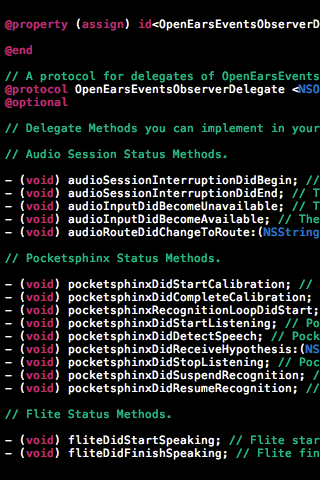 @property (assign) id<OpenEarsEventsObserverD
@end
// A protocol for delegates of OpenEarsEvents
@protocol OpenEarsEventsObserverDelegate <NSO
@optional
// Delegate Methods you can implement in your
// Audio Session Status Methods.
- (void) audioSessionInterruptionDidBegin; //
- (void) audioSessionInterruptionDidEnd; // T
- (void) audioInputDidBecomeUnavailable; // T
- (void) audioInputDidBecomeAvailable; // The
- (void) audioRouteDidChangeToRoute:(NSString
// Pocketsphinx Status Methods.
- (void) pocketsphinxDidStartCalibration; //
- (void) pocketsphinxDidCompleteCalibration;
- (void) pocketsphinxRecognitionLoopDidStart;
- (void) pocketsphinxDidStartListening; // Po
- (void) pocketsphinxDidDetectSpeech; // Pock
- (void) pocketsphinxDidReceiveHypothesis:(NS
- (void) pocketsphinxDidStopListening; // Poc
- (void) pocketsphinxDidSuspendRecognition; /
- (void) pocketsphinxDidResumeRecognition; //
// Flite Status Methods.
- (void) fliteDidStartSpeaking; // Flite star
- (void) fliteDidFinishSpeaking; // Flite fin